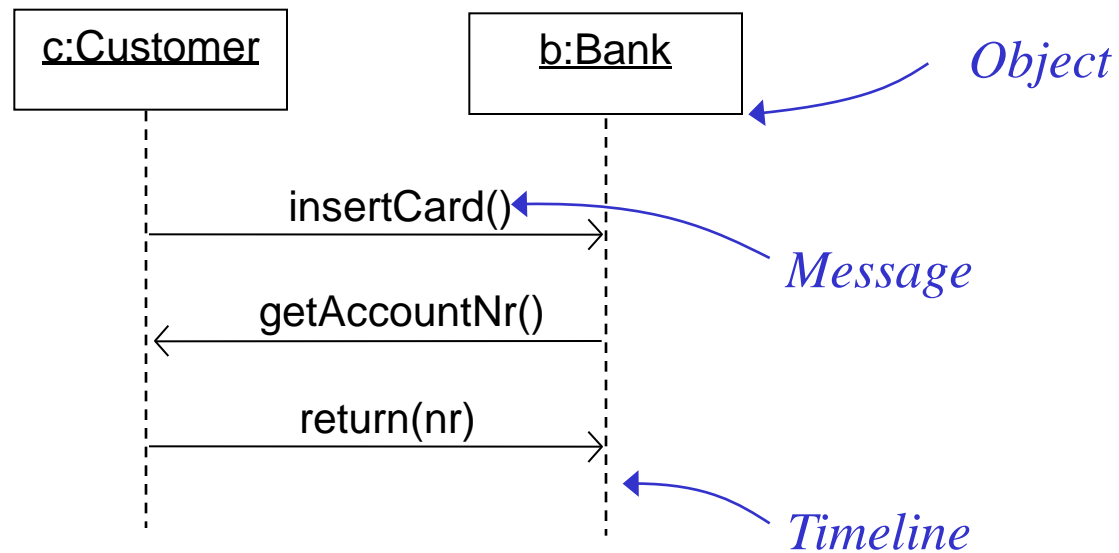 c:Customer
b:Bank
Object
insertCard()
Message
getAccountNr()
return(nr)
Timeline